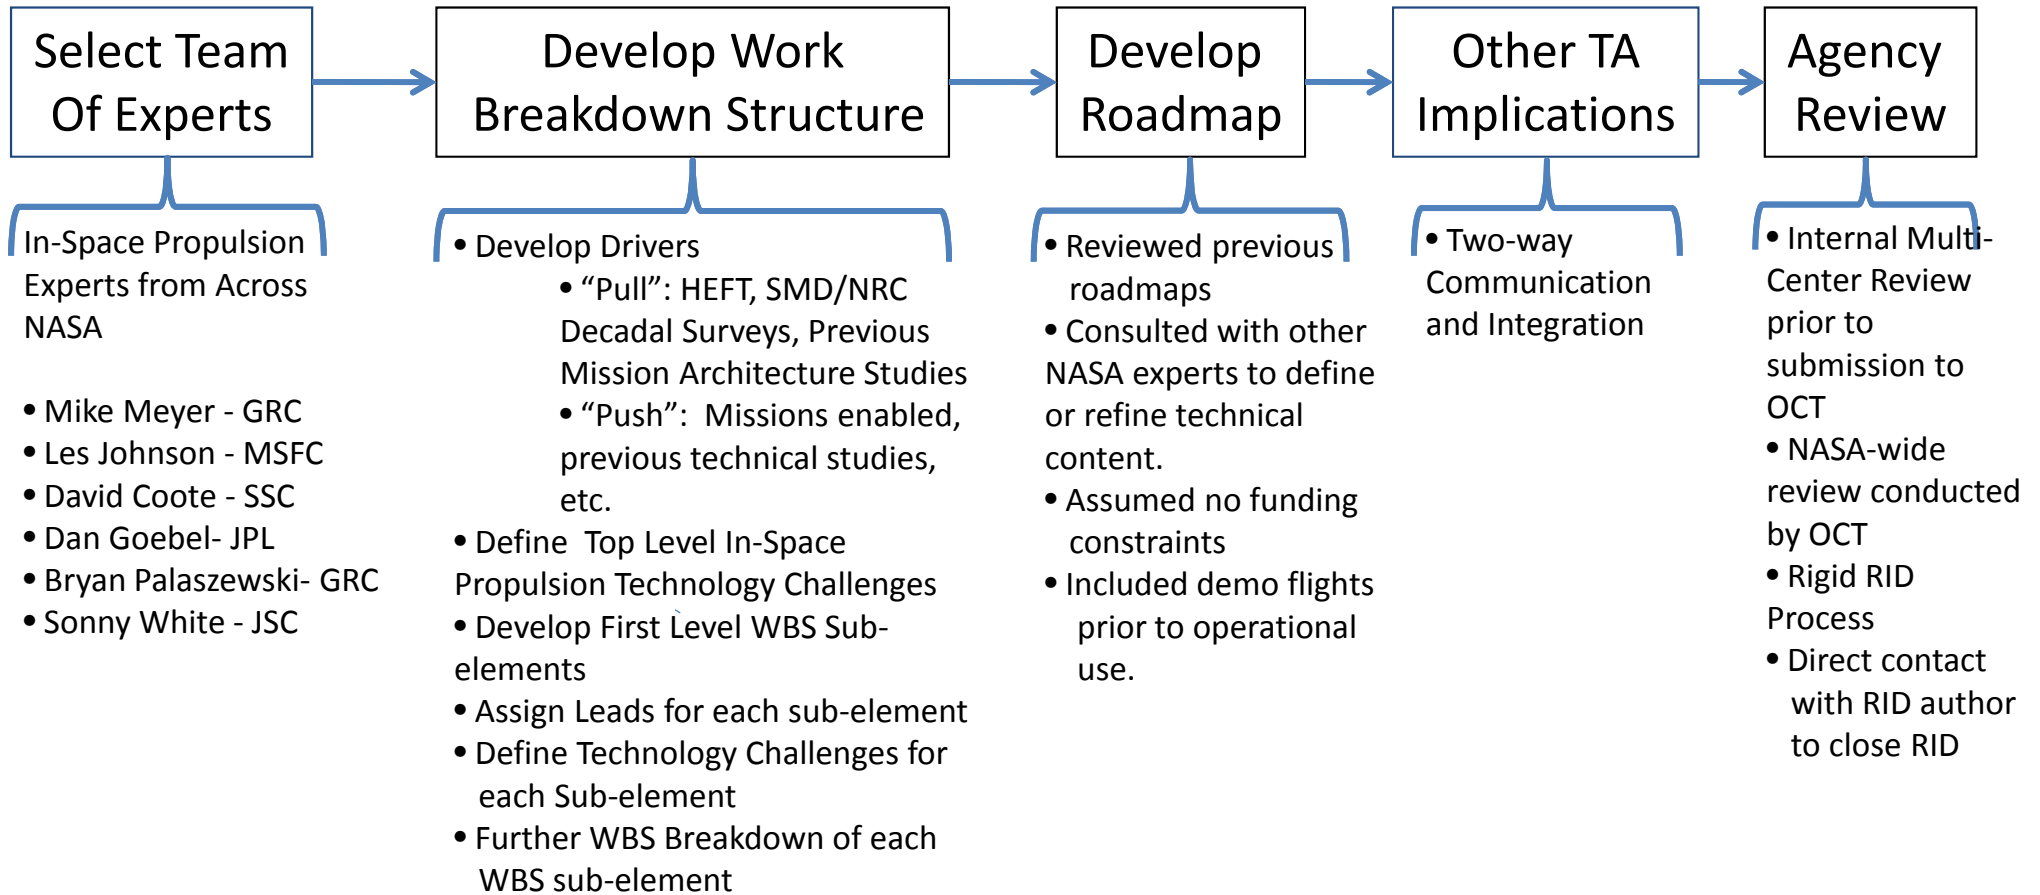 Select Team
Of Experts
Develop Work
Breakdown Structure
Develop
Roadmap
Other TA
Implications
Agency
Review
In-Space Propulsion
Experts from Across
NASA
• Mike Meyer - GRC
• Les Johnson - MSFC
• David Coote - SSC
• Dan Goebel- JPL
• Bryan Palaszewski- GRC
• Sonny White - JSC
• Develop Drivers
• “Pull”: HEFT, SMD/NRC
Decadal Surveys, Previous
Mission Architecture Studies
• “Push”:  Missions enabled,
previous technical studies,
etc.
• Define  Top Level In-Space
Propulsion Technology Challenges
• Develop First Level WBS Sub-
elements
• Assign Leads for each sub-element
• Define Technology Challenges for
each Sub-element
• Further WBS Breakdown of each
WBS sub-element
• Reviewed previous
roadmaps
• Consulted with other
NASA experts to define
or refine technical
content.
• Assumed no funding
constraints
• Included demo flights
prior to operational
use.
• Two-way
Communication
and Integration
• Internal Multi-
Center Review
prior to
submission to
OCT
• NASA-wide
review conducted
by OCT
• Rigid RID
Process
• Direct contact
with RID author
to close RID